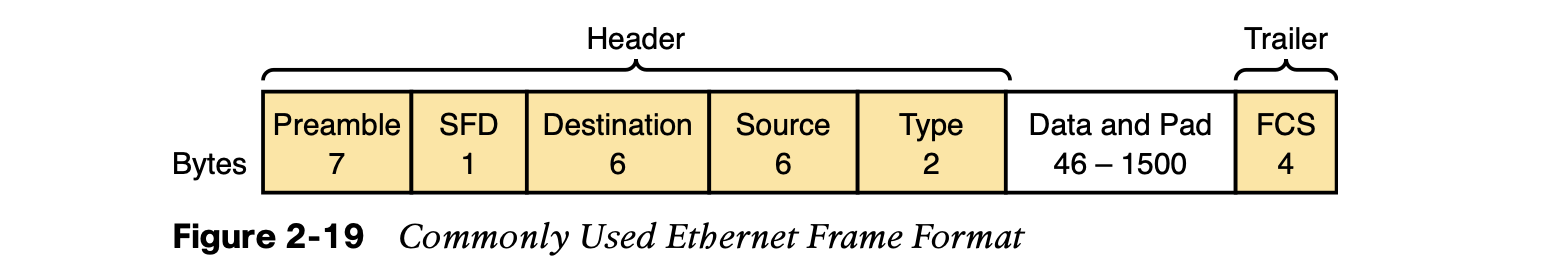 Header Trailer
Preamble SFD Destination Source Type Data and Pad FCS
Bytes 7 1 6 6 2 46 – 1500 4
Figure 2-19 Commonly Used Ethernet Frame Format